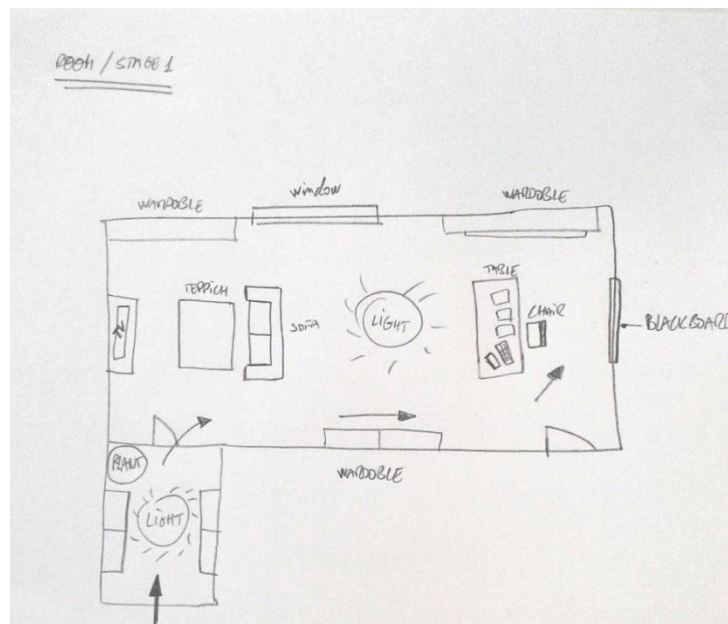 ROOM / STAGE 1
window
WARDOBLE
WARDOBLE
TEPPICH
SOFA
LIGHT
TABLE
CHAIR
BLACKBOARD
PLANT
LIGHT
WARDOBLE